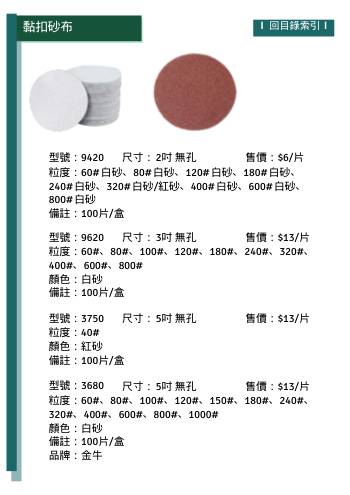 黏扣砂布
I 回目錄索引 I
型號：9420 尺寸：2吋 無孔 售價：$6/片
粒度：60# 白砂、80# 白砂、120# 白砂、180# 白砂、
240# 白砂、320# 白砂/紅砂、400# 白砂、600# 白砂、
800# 白砂
備註：100片/盒
型號：9620 尺寸：3吋 無孔 售價：$13/片
粒度：60#、80#、100#、120#、180#、240#、320#、
400#、600#、800#
顏色：白砂
備註：100片/盒
型號：3750 尺寸：5吋 無孔 售價：$13/片
粒度：40#
顏色：紅砂
備註：100片/盒
型號：3680 尺寸：5吋 無孔 售價：$13/片
粒度：60#、80#、100#、120#、150#、180#、240#、
320#、400#、600#、800#、1000#
顏色：白砂
備註：100片/盒
品牌：金牛